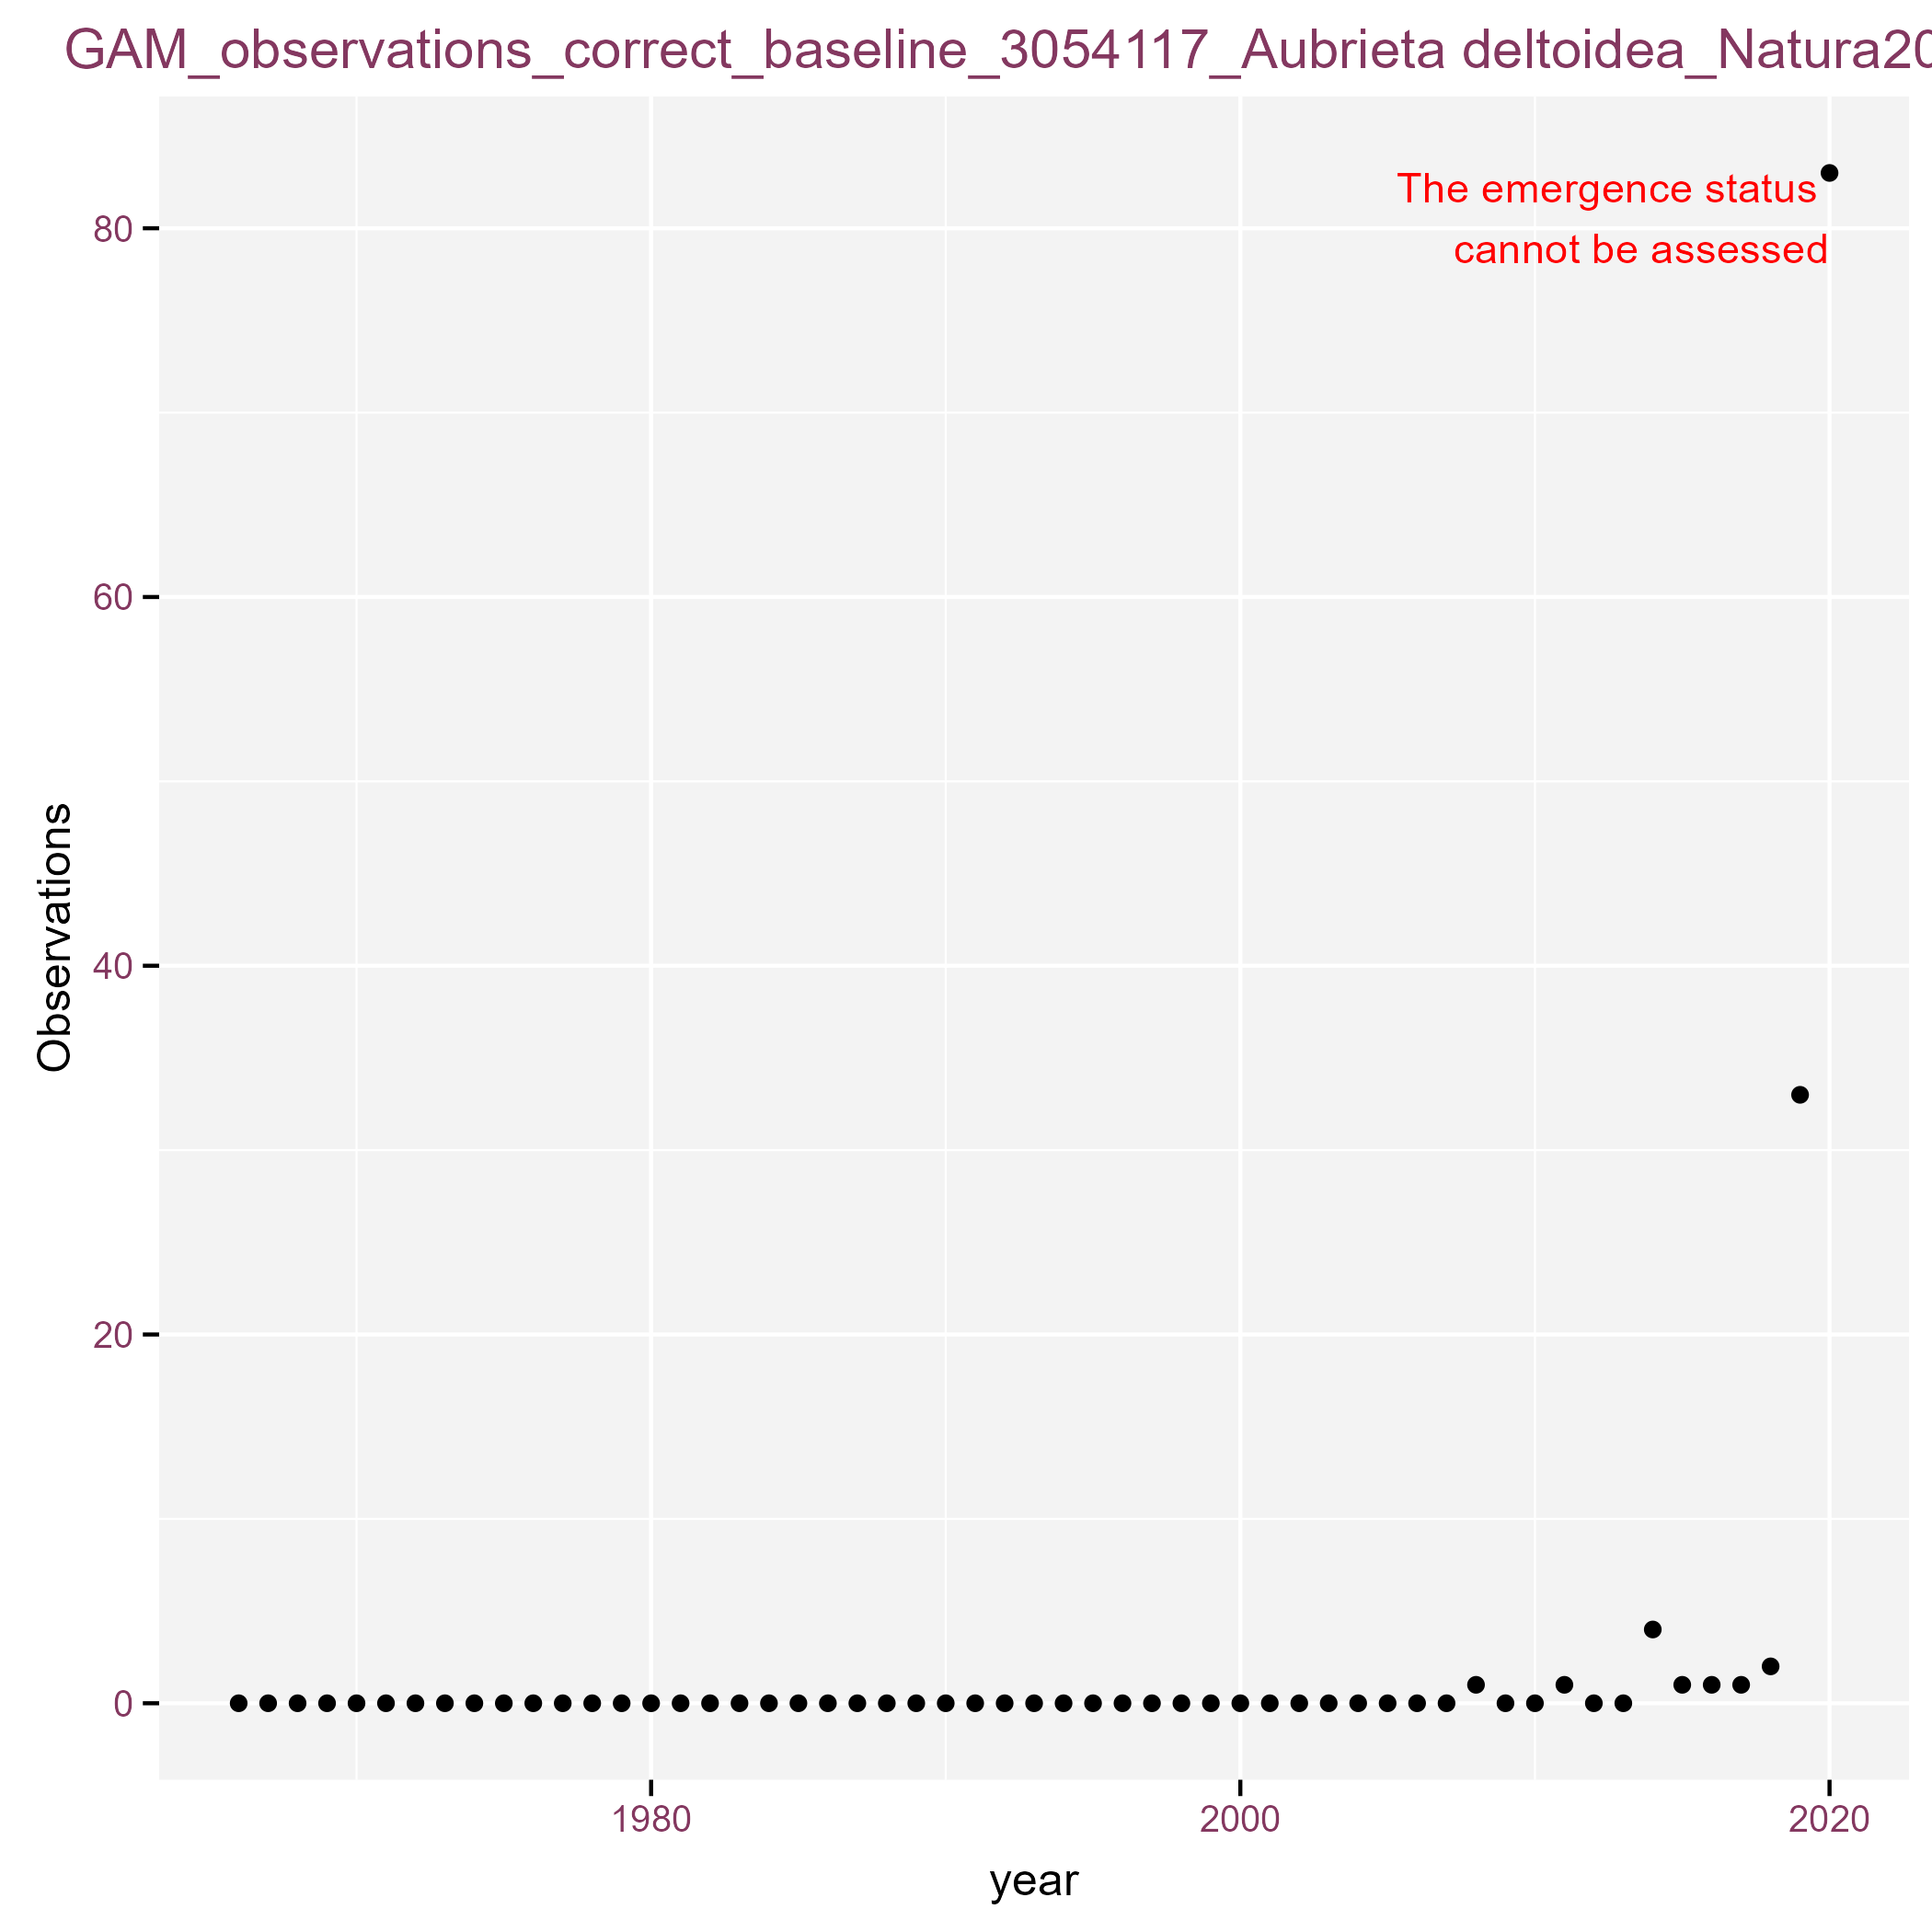 GAM_observations_correct_baseline_3054117_Aubrieta deltoidea_Natura20
The emergence status
cannot be assessed
80
60
40
20
0
Observations
1980 2000 2020
year